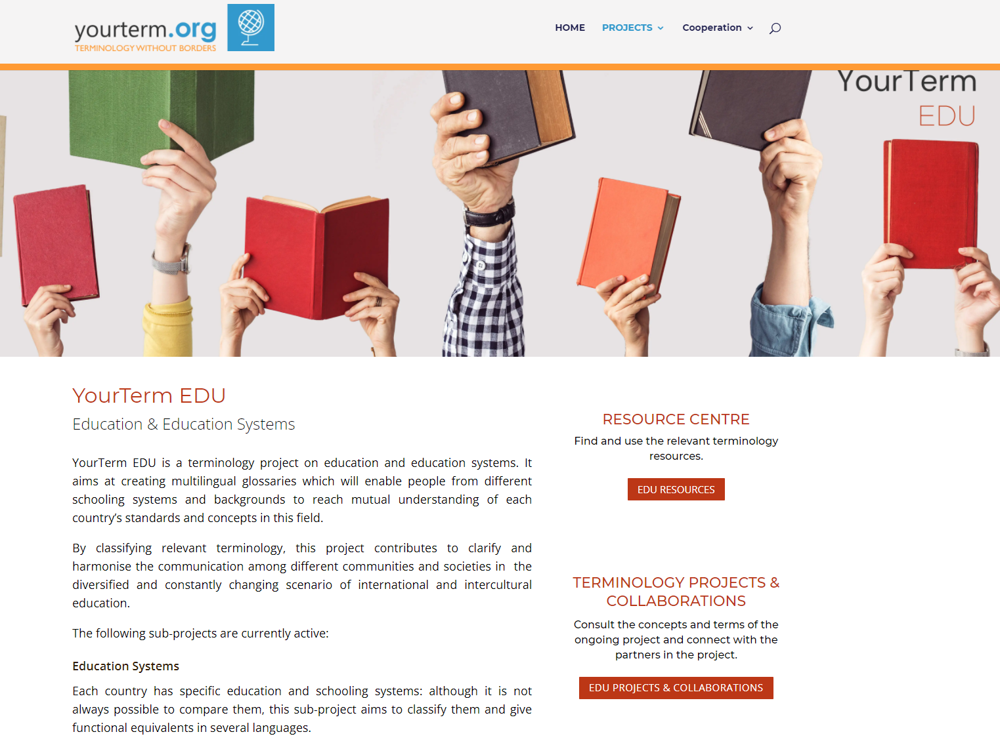 yourterm.org
TERMINOLOGY WITHOUT BORDERS
HOME
PROJECTS
Cooperation
YourTerm
EDU
YourTerm EDU
Education & Education Systems
YourTerm EDU is a terminology project on education and education systems. It
aims at creating multilingual glossaries which will enable people from different
schooling systems and backgrounds to reach mutual understanding of each
country’s standards and concepts in this field.
By classifying relevant terminology, this project contributes to clarify and
harmonise the communication among different communities and societies in the
diversified and constantly changing scenario of international and intercultural
education.
The following sub-projects are currently active:
Education Systems
Each country has specific education and schooling systems: although it is not
always possible to compare them, this sub-project aims to classify them and give
functional equivalents in several languages.
RESOURCE CENTRE
Find and use the relevant terminology
resources.
EDU RESOURCES
TERMINOLOGY PROJECTS &
COLLABORATIONS
Consult the concepts and terms of the
ongoing project and connect with the
partners in the project.
EDU PROJECTS & COLLABORATIONS